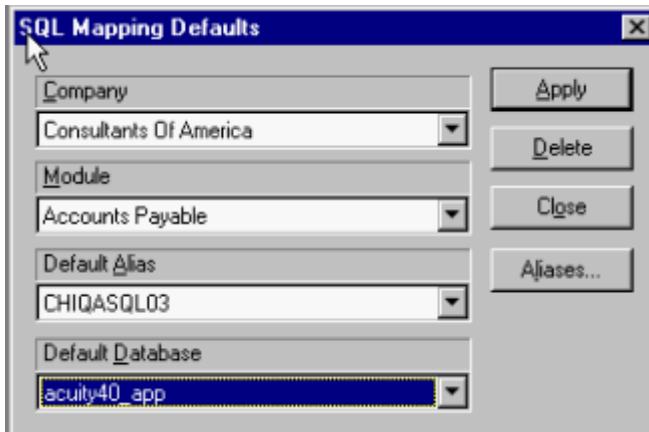 SQL Mapping Defaults
Company
Consultants Of America
Module
Accounts Payable
Default Alias
CHIQASQL03
Default Database
acuity40_app
Apply
Delete
Close
Aliases...